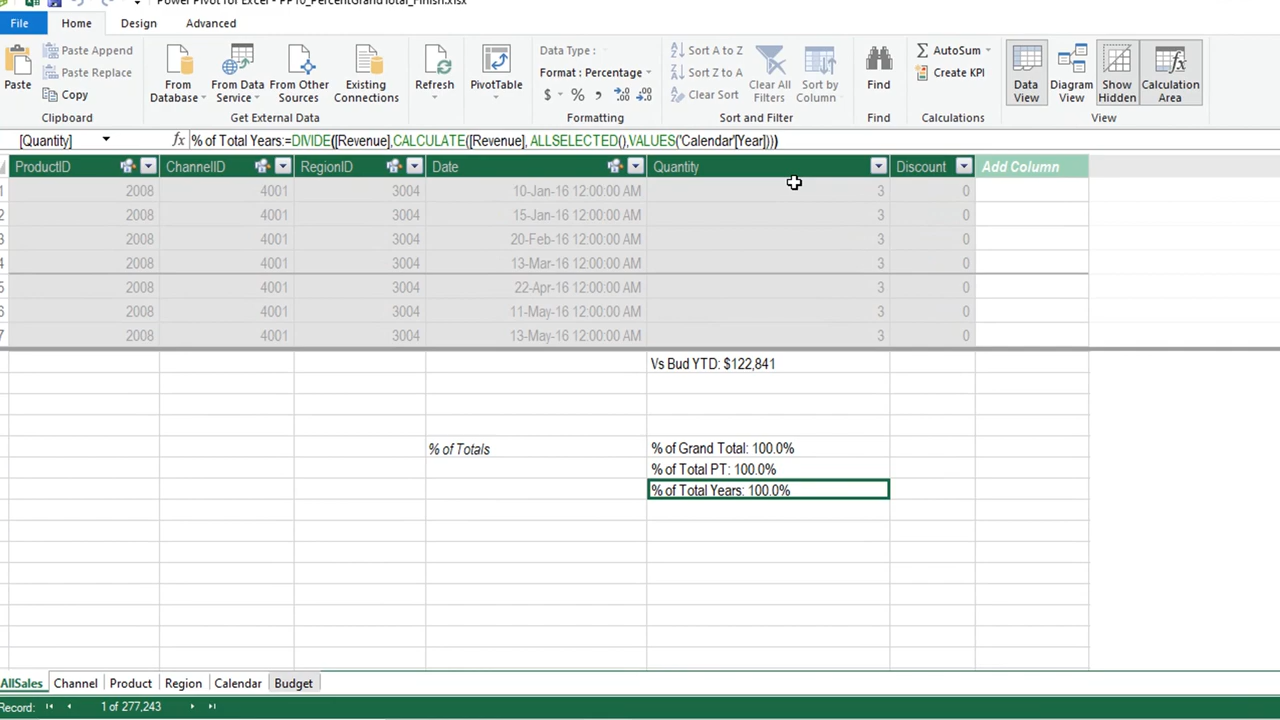 Power Pivot for Excel - PP10_PercentGrandTotal_Finish.xlsx
File Home Design Advanced
Paste
Paste Append
Paste Replace
Copy
Clipboard
From Database
From Data Service
From Other Sources
Existing Connections
Get External Data
Refresh
PivotTable
Data Type :
Format : Percentage
$ % ,
Formatting
Sort A to Z
Sort Z to A
Clear Sort
Clear All Filters
Sort by Column
Sort and Filter
Find
Find
AutoSum
Create KPI
Calculations
Data View
Diagram View
Show Hidden
Calculation Area
View
[Quantity] fx % of Total Years:=DIVIDE([Revenue],CALCULATE([Revenue], ALLSELECTED(),VALUES('Calendar'[Year])))
ProductID ChannelID RegionID Date Quantity Discount Add Column
1 2008 4001 3004 10-Jan-16 12:00:00 AM 3 0
2 2008 4001 3004 15-Jan-16 12:00:00 AM 3 0
3 2008 4001 3004 20-Feb-16 12:00:00 AM 3 0
4 2008 4001 3004 13-Mar-16 12:00:00 AM 3 0
5 2008 4001 3004 22-Apr-16 12:00:00 AM 3 0
6 2008 4001 3004 11-May-16 12:00:00 AM 3 0
7 2008 4001 3004 13-May-16 12:00:00 AM 3 0
Vs Bud YTD: $122,841
% of Totals % of Grand Total: 100.0%
% of Total PT: 100.0%
% of Total Years: 100.0%
AllSales Channel Product Region Calendar Budget
Record: 1 of 277,243